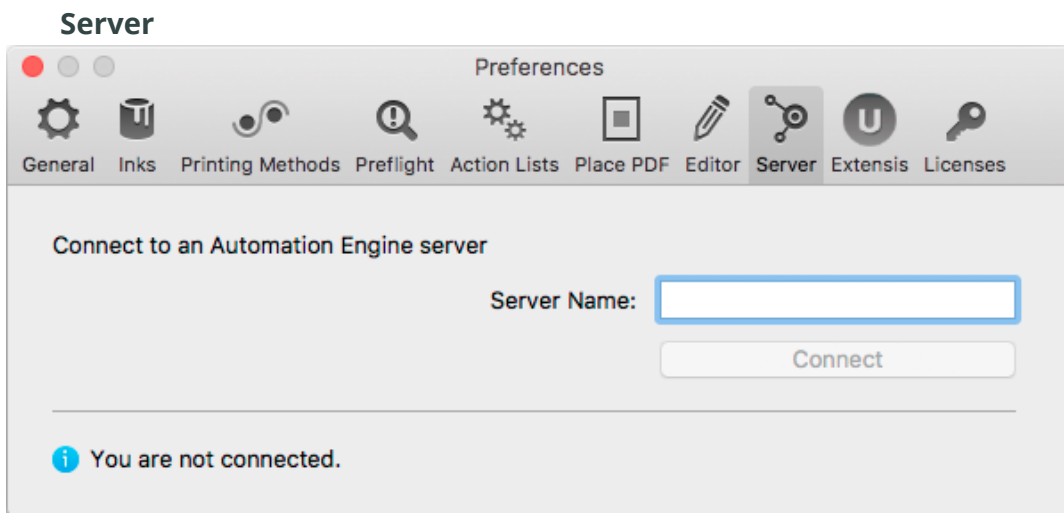 Server
Preferences
General Inks Printing Methods Preflight Action Lists Place PDF Editor Server Extensis Licenses
Connect to an Automation Engine server
Server Name:
Connect
You are not connected.